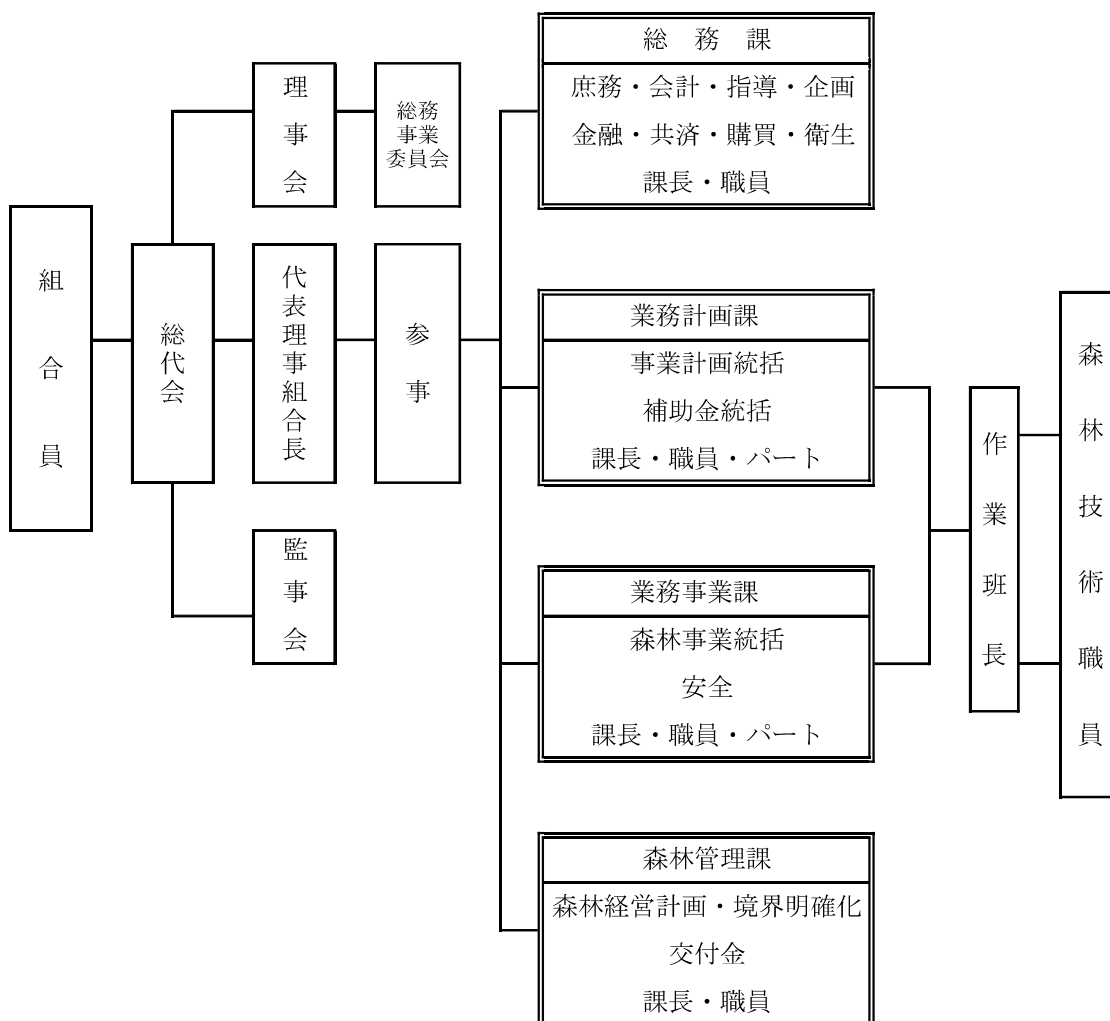 組合員
総代会
理事会
総務
事業
委員会
代表理事組合長
参事
監事会
総務課
庶務・会計・指導・企画
金融・共済・購買・衛生
課長・職員
業務計画課
事業計画統括
補助金統括
課長・職員・パート
業務事業課
森林事業統括
安全
課長・職員・パート
森林管理課
森林経営計画・境界明確化
交付金
課長・職員
作業班長
森林技術職員